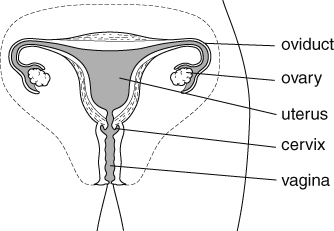 oviduct
ovary
uterus
cervix
vagina